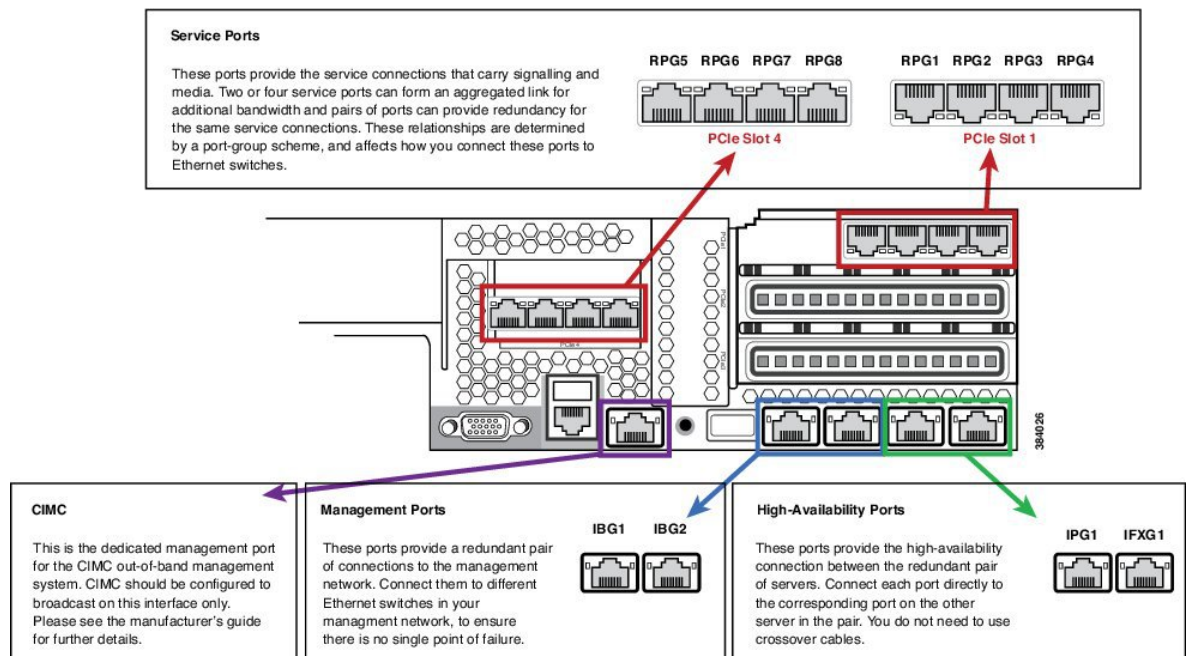 Service Ports
These ports provide the service connections that carry signalling and
media. Two or four service ports can form an aggregated link for
additional bandwidth and pairs of ports can provide redundancy for
the same service connections. These relationships are determined
by a port-group scheme, and affects how you connect these ports to
Ethernet switches.
RPG5 RPG6 RPG7 RPG8
PCIe Slot 4
RPG1 RPG2 RPG3 RPG4
PCIe Slot 1
PCIe1
PCIe2
PCIe3
PCIe 4
384026
CIMC
This is the dedicated management port
for the CIMC out-of-band management
system. CIMC should be configured to
broadcast on this interface only.
Please see the manufacturer's guide
for further details.
Management Ports
These ports provide a redundant pair
of connections to the management
network. Connect them to different
Ethernet switches in your
managment network, to ensure
there is no single point of failure.
IBG1 IBG2
High-Availability Ports
These ports provide the high-availability
connection between the redundant pair
of servers. Connect each port directly to
the corresponding port on the other
server in the pair. You do not need to use
crossover cables.
IPG1 IFXG1